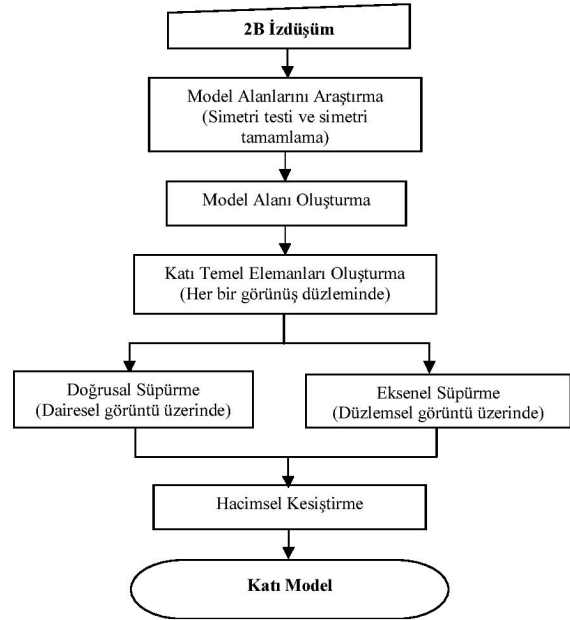 2B İzdüşüm
Model Alanlarını Araştırma
(Simetri testi ve simetri
tamamlama)
Model Alanı Oluşturma
Katı Temel Elemanları Oluşturma
(Her bir görünüş düzleminde)
Doğrusal Süpürme
(Dairesel görüntü üzerinde)
Eksenel Süpürme
(Düzlemsel görüntü üzerinde)
Hacimsel Kesiştirme
Katı Model